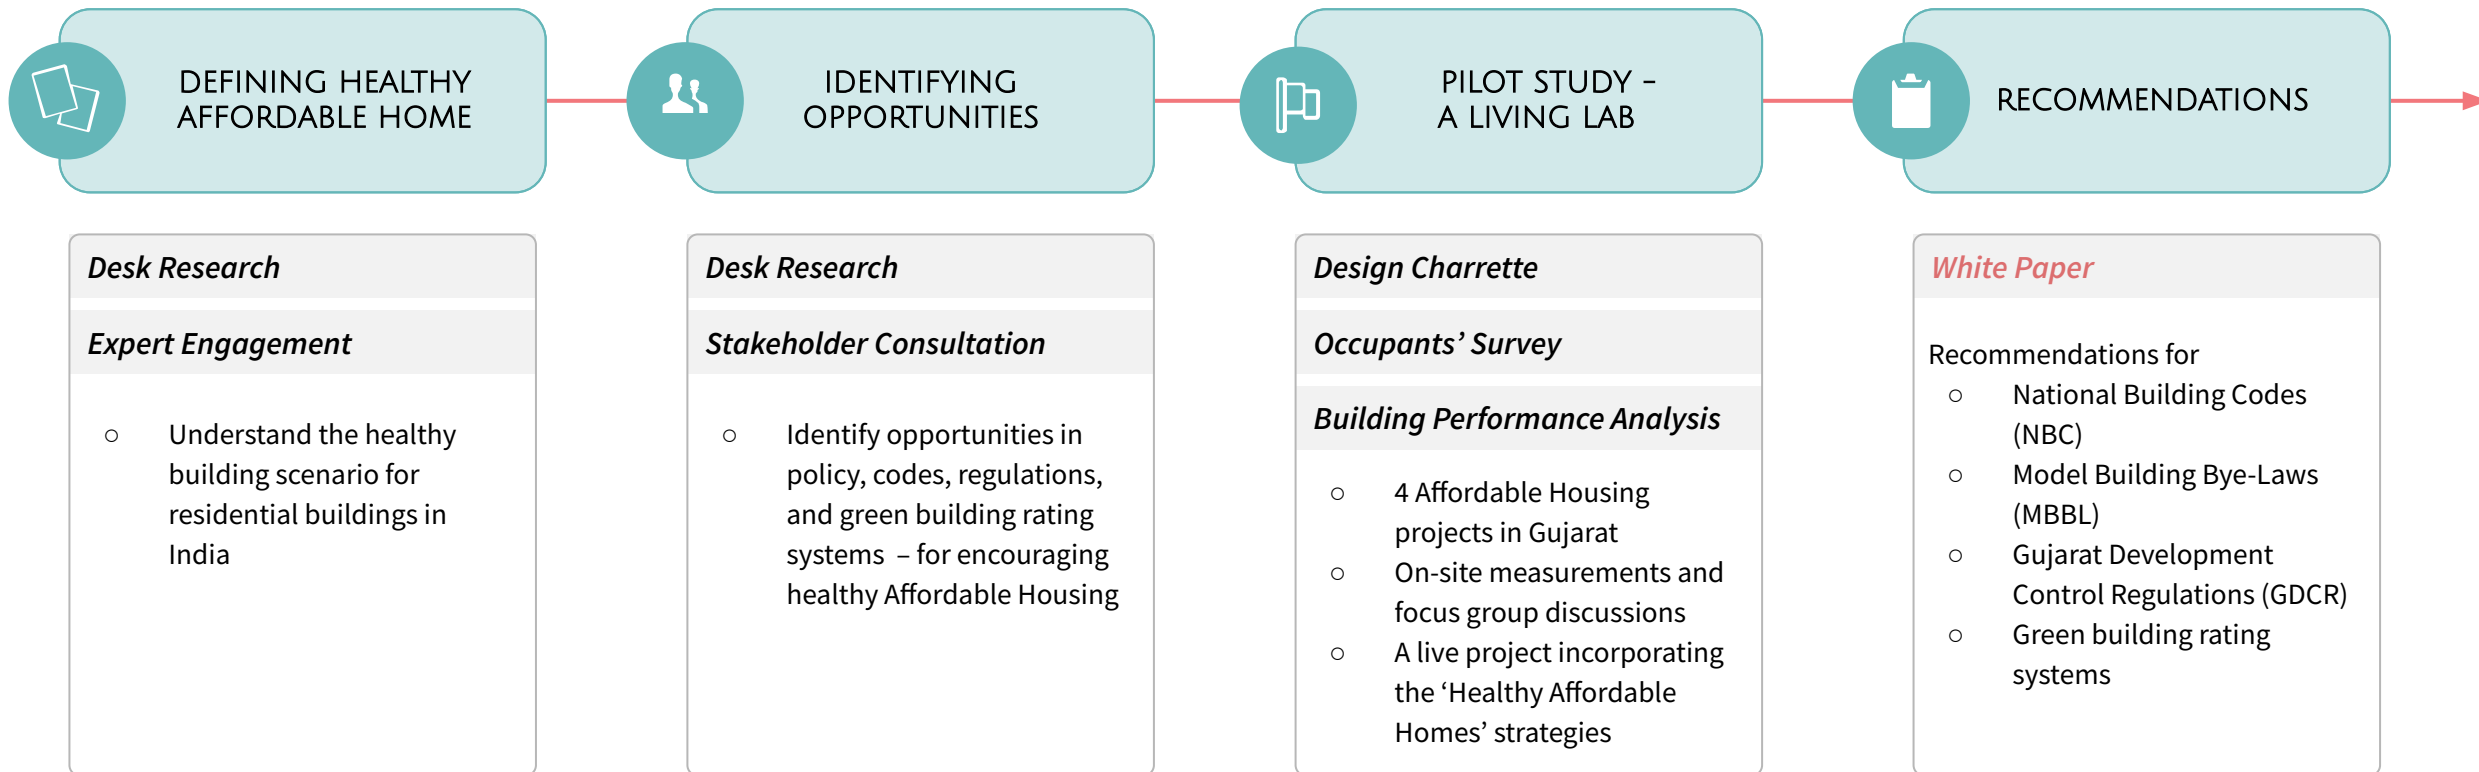 DEFINING HEALTHY
AFFORDABLE HOME
IDENTIFYING
OPPORTUNITIES
PILOT STUDY –
A LIVING LAB
RECOMMENDATIONS
Desk Research
Expert Engagement
○ Understand the healthy
building scenario for
residential buildings in
India
Desk Research
Stakeholder Consultation
○ Identify opportunities in
policy, codes, regulations,
and green building rating
systems – for encouraging
healthy Affordable Housing
Design Charrette
Occupants’ Survey
Building Performance Analysis
○ 4 Affordable Housing
projects in Gujarat
○ On-site measurements and
focus group discussions
○ A live project incorporating
the ‘Healthy Affordable
Homes’ strategies
White Paper
Recommendations for
○ National Building Codes
(NBC)
○ Model Building Bye-Laws
(MBBL)
○ Gujarat Development
Control Regulations (GDCR)
○ Green building rating
systems